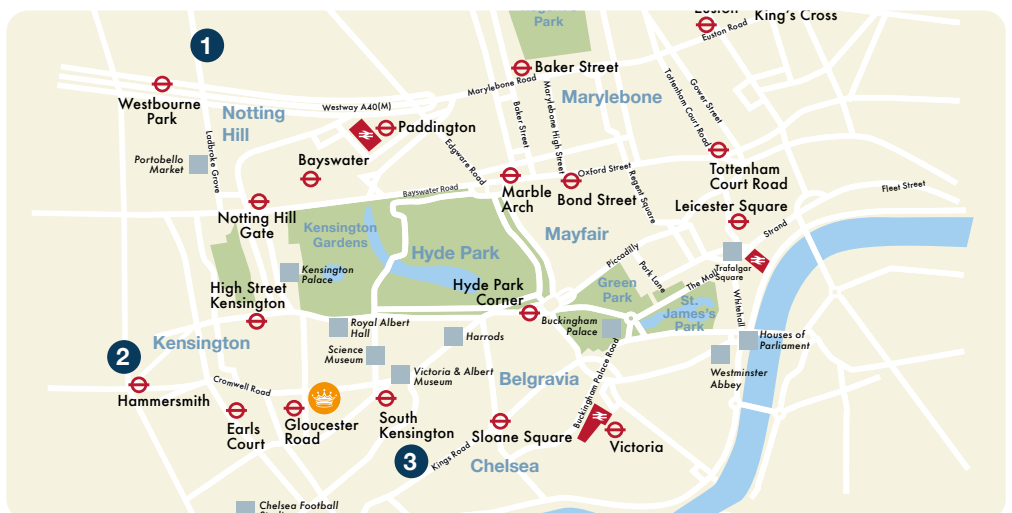 Park
Euston
King's Cross
Euston Road
1
Baker Street
Marylebone Road
Westbourne
Park
Notting
Hill
Westway A40(M)
Marylebone
Tottenham Court Road
Gower Street
Paddington
Baker Street
Marylebone High Street
Ladbroke Grove
Portobello
Market
Bayswater
Edgware Road
Oxford Street
Tottenham
Court Road
Bayswater Road
Marble
Arch
Bond Street
Regent Square
Fleet Street
Leicester Square
Notting Hill
Gate
Kensington
Gardens
Hyde Park
Mayfair
Strand
Piccadilly
Park Lane
Trafalgar
Square
Kensington
Palace
High Street
Kensington
Hyde Park
Corner
Green
Park
The Mall
St.
James's
Park
Whitehall
Royal Albert
Hall
Buckingham
Palace
Harrods
Houses of
Parliament
Kensington
Science
Museum
2
Victoria & Albert
Museum
Belgravia
Buckingham Palace Road
Westminster
Abbey
Hammersmith
Cromwell Road
Earls
Court
Gloucester
Road
South
Kensington
Sloane Square
Victoria
3
Kings Road
Chelsea
Chelsea Football